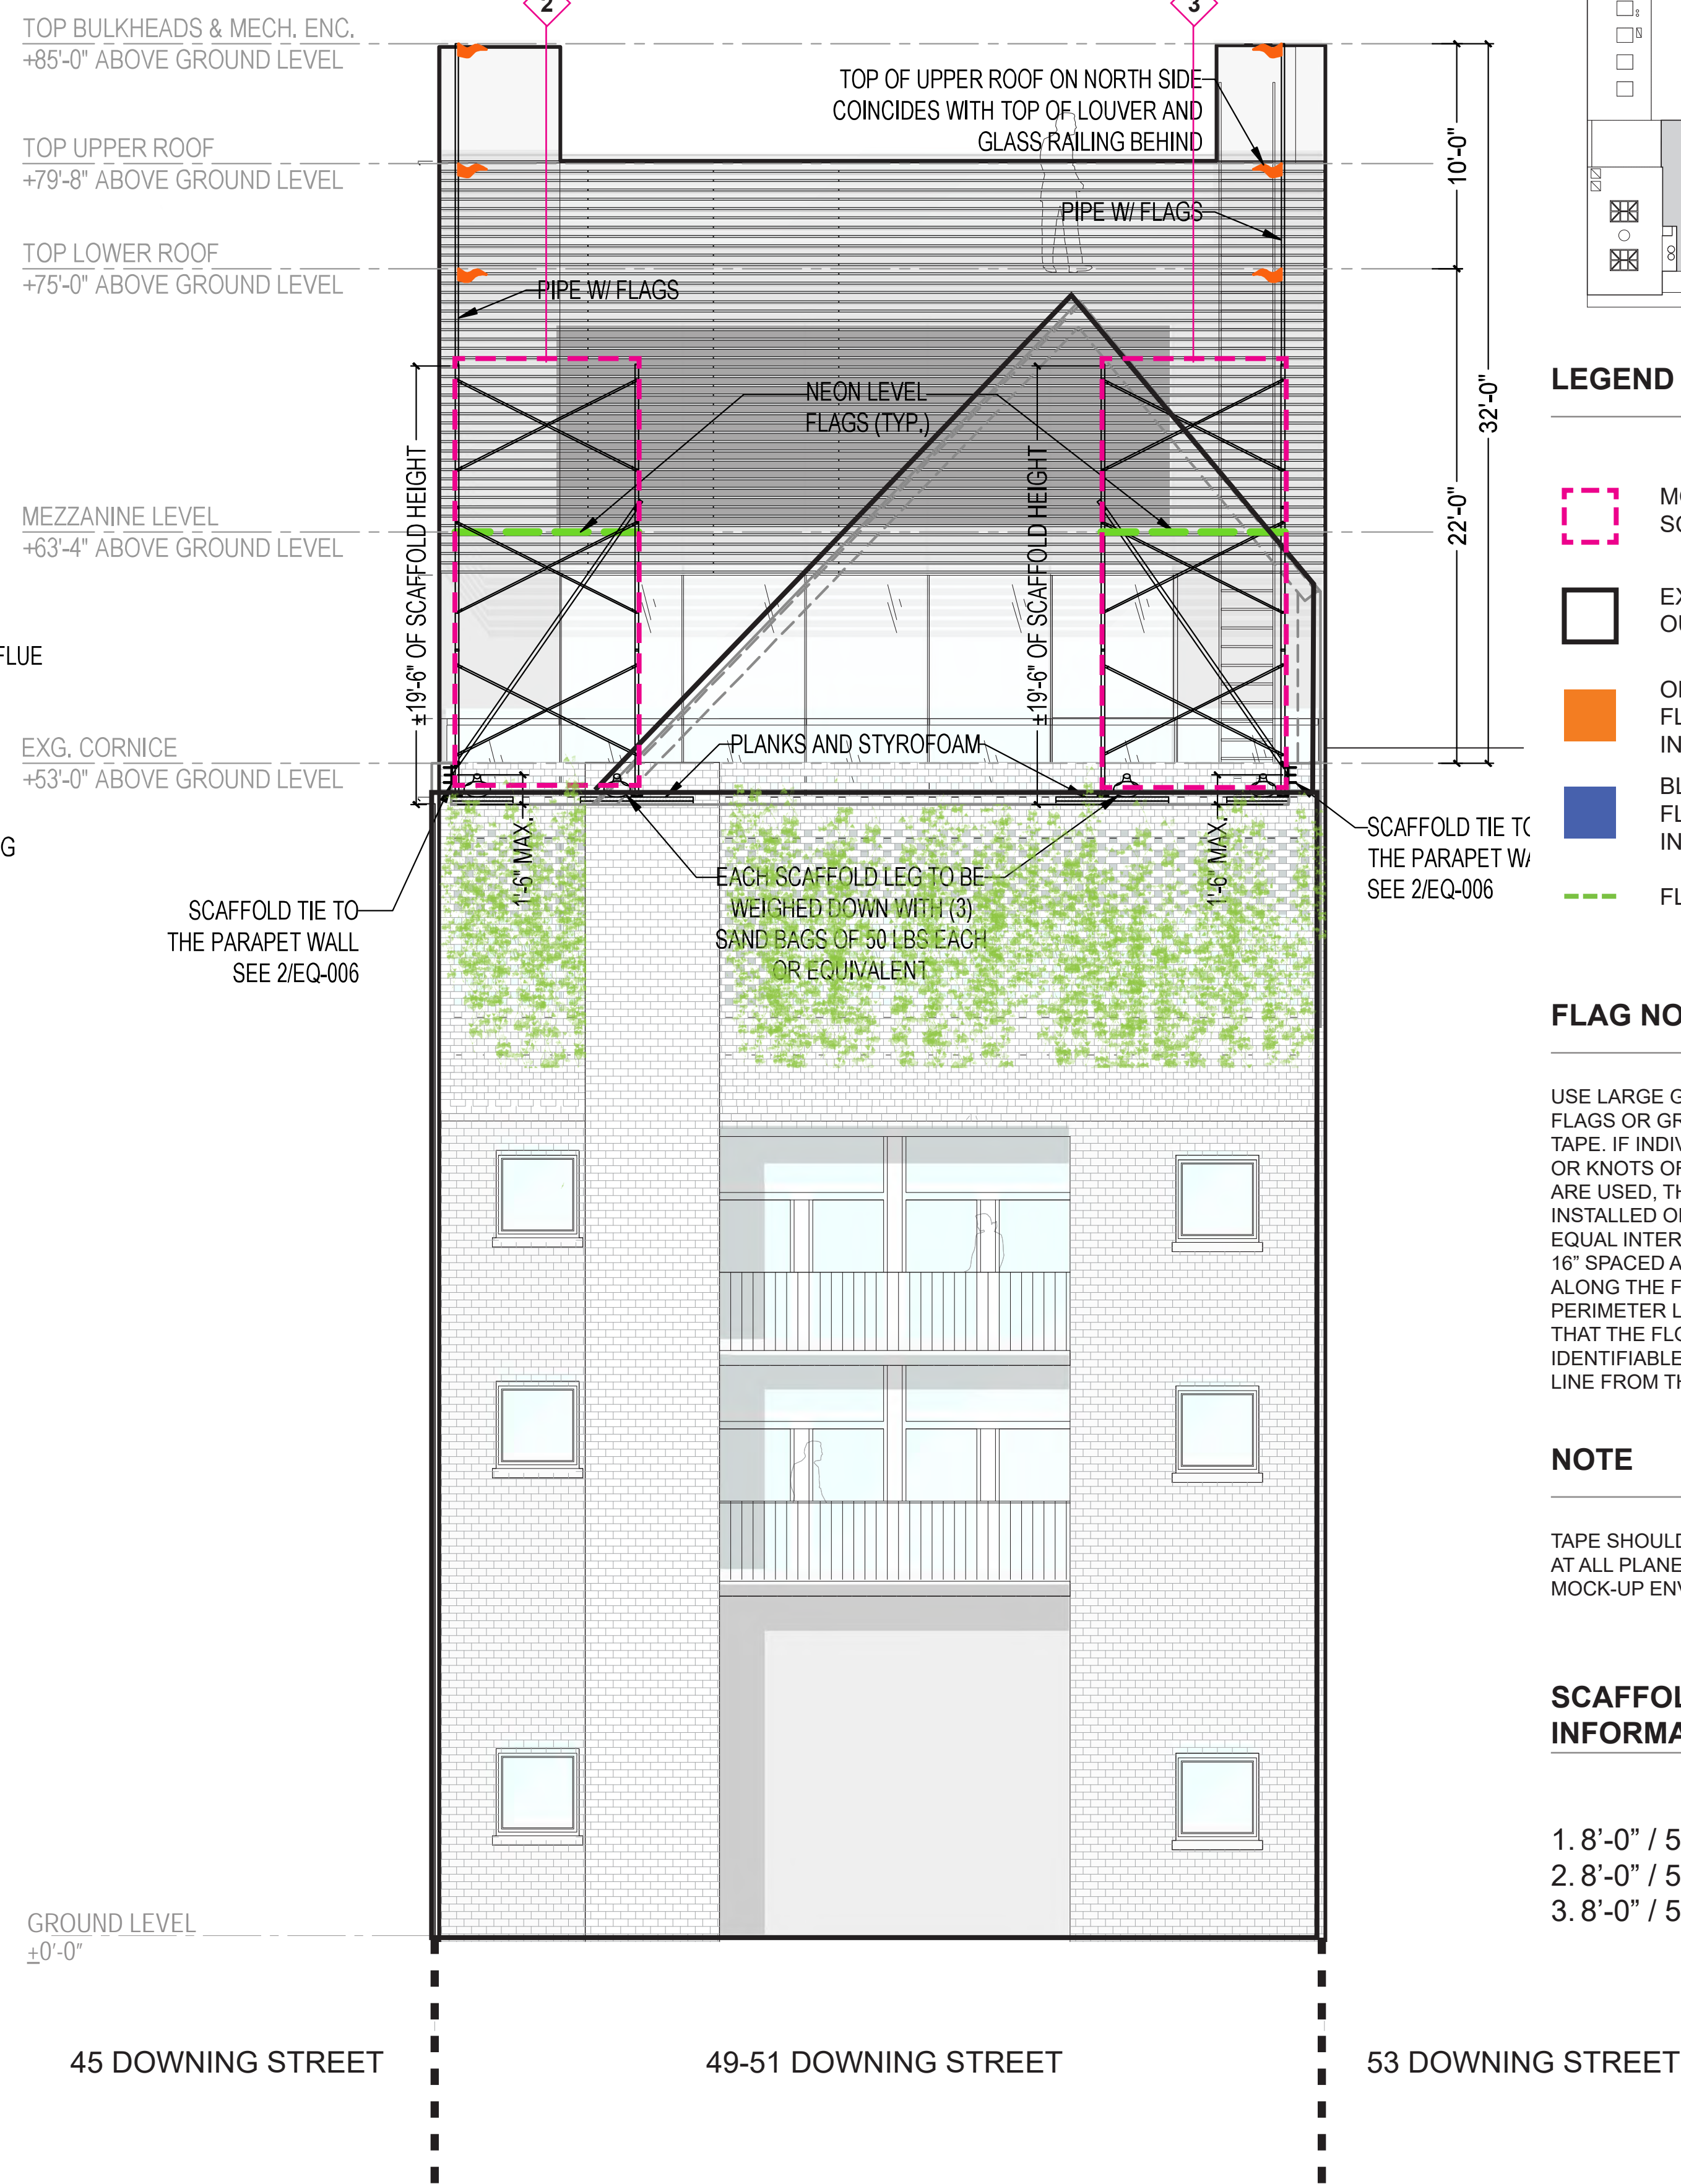 2
3
TOP BULKHEADS & MECH. ENC.
+85'-0" ABOVE GROUND LEVEL
TOP OF UPPER ROOF ON NORTH SIDE
COINCIDES WITH TOP OF LOUVER AND
GLASS RAILING BEHIND
TOP UPPER ROOF
+79'-8" ABOVE GROUND LEVEL
PIPE W/ FLAGS
TOP LOWER ROOF
+75'-0" ABOVE GROUND LEVEL
PIPE W/ FLAGS
10'-0"
32'-0"
22'-0"
NEON LEVEL
FLAGS (TYP.)
±19'-6" OF SCAFFOLD HEIGHT
±19'-6" OF SCAFFOLD HEIGHT
MEZZANINE LEVEL
+63'-4" ABOVE GROUND LEVEL
FLUE
EXG. CORNICE
+53'-0" ABOVE GROUND LEVEL
PLANKS AND STYROFOAM
G
1'-6" MAX.
1'-6" MAX.
EACH SCAFFOLD LEG TO BE
WEIGHED DOWN WITH (3)
SAND BAGS OF 50 LBS EACH
OR EQUIVALENT
SCAFFOLD TIE TO
THE PARAPET WALL
SEE 2/EQ-006
SCAFFOLD TIE TO
THE PARAPET WA
SEE 2/EQ-006
GROUND LEVEL
±0'-0"
45 DOWNING STREET
49-51 DOWNING STREET
53 DOWNING STREET
LEGEND
SC
EX
OU
FL
IN
BL
FL
IN
FL
FLAG NO
USE LARGE G
FLAGS OR GR
TAPE. IF INDIV
OR KNOTS OF
ARE USED, TH
INSTALLED O
EQUAL INTER
16" SPACED A
ALONG THE F
PERIMETER L
THAT THE FLO
IDENTIFIABLE
LINE FROM TH
NOTE
TAPE SHOULD
AT ALL PLANE
MOCK-UP ENV
SCAFFOL
INFORMA
1. 8'-0" / 5
2. 8'-0" / 5
3. 8'-0" / 5